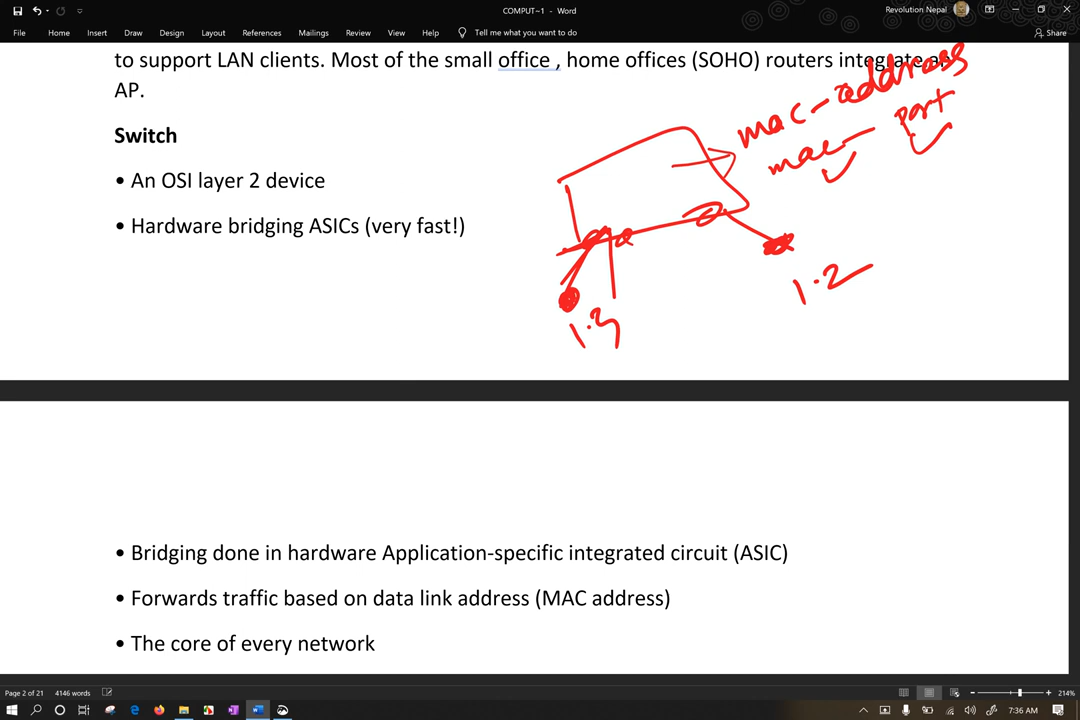 COMPUT~1 - Word
Revolution Nepal
File Home Insert Draw Design Layout References Mailings Review View Help Tell me what you want to do Share
to support LAN clients. Most of the small office , home offices (SOHO) routers integrate
AP.
mac-address
mac- port
Switch
• An OSI layer 2 device
• Hardware bridging ASICs (very fast!)
1.2
1.3
• Bridging done in hardware Application-specific integrated circuit (ASIC)
• Forwards traffic based on data link address (MAC address)
• The core of every network
Page 2 of 21 4146 words 214%
7:36 AM